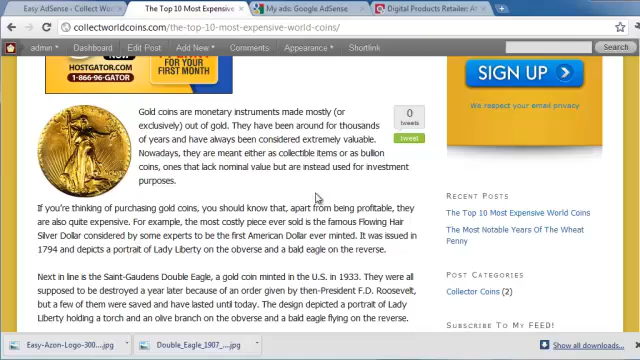 Easy AdSense ‹ Collect Wor
The Top 10 Most Expensive
My ads: Google AdSense
Digital Products Retailer: A
collectworldcoins.com/the-top-10-most-expensive-world-coins/
admin
Dashboard
Edit Post
Add New
Comments
Appearance
Shortlink
Search
NOW
HOSTGATOR.COM
1-866-96-GATOR
FOR YOUR
FIRST MONTH
SIGN UP
We respect your email privacy
Gold coins are monetary instruments made mostly (or
exclusively) out of gold. They have been around for thousands
of years and have always been considered extremely valuable.
Nowadays, they are meant either as collectible items or as bullion
coins, ones that lack nominal value but are instead used for investment
purposes.
0
tweets
tweet
If you're thinking of purchasing gold coins, you should know that, apart from being profitable, they
are also quite expensive. For example, the most costly piece ever sold is the famous Flowing Hair
Silver Dollar considered by some experts to be the first American Dollar ever minted. It was issued in
1794 and depicts a portrait of Lady Liberty on the obverse and a bald eagle on the reverse.
Next in line is the Saint-Gaudens Double Eagle, a gold coin minted in the U.S. in 1933. They were all
supposed to be destroyed a year later because of an order given by then-President F.D. Roosevelt,
but a few of them were saved and have lasted until today. The design depicted a portrait of Lady
Liberty holding a torch and an olive branch on the obverse and a bald eagle flying on the reverse.
Recent Posts
The Top 10 Most Expensive World Coins
The Most Notable Years Of The Wheat
Penny
Post Categories
Collector Coins (2)
Subscribe To My FEED!
Easy-Azon-Logo-300....jpg
Double_Eagle_1907_....jpg
Show all downloads...